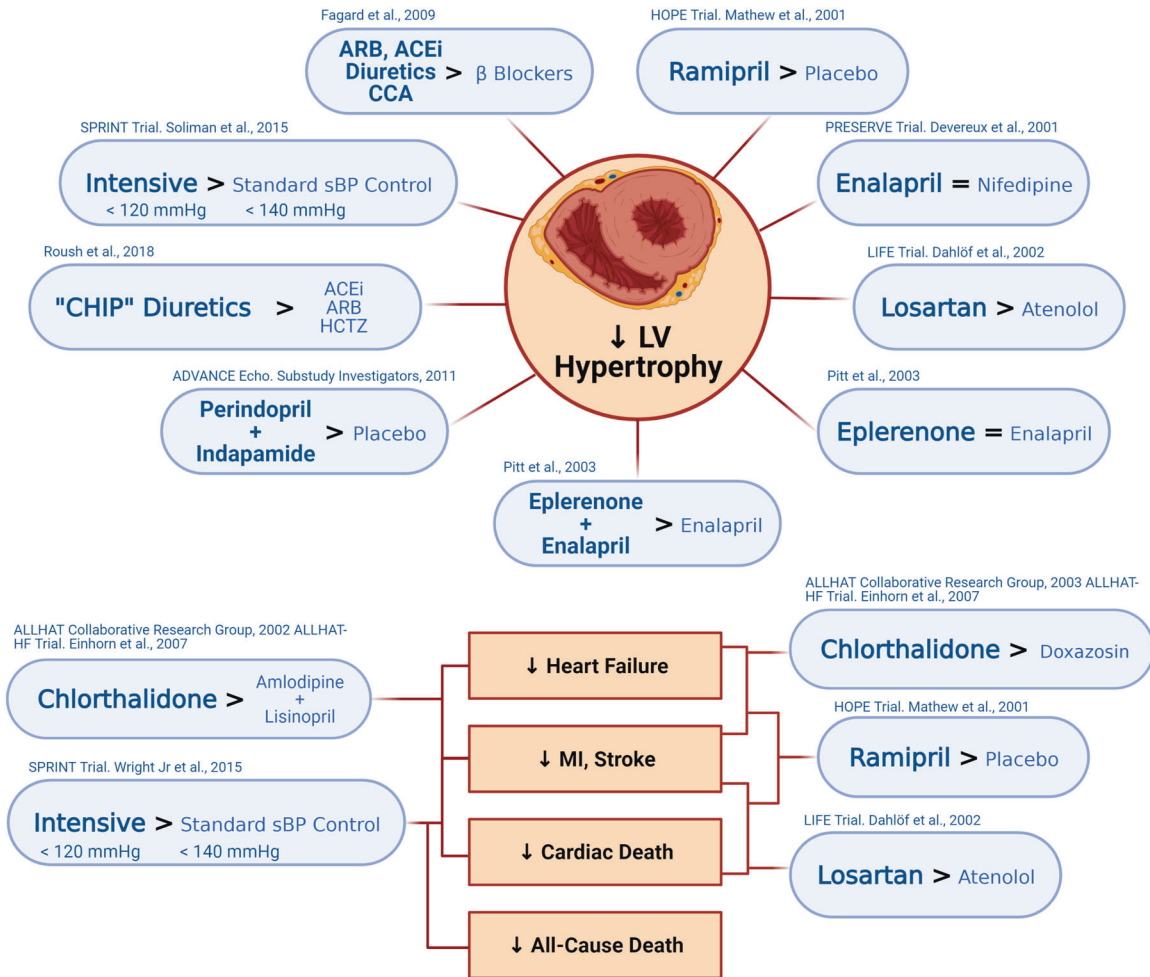 Fagard et al., 2009
ARB, ACEi
Diuretics > β Blockers
CCA
HOPE Trial. Mathew et al., 2001
Ramipril > Placebo
SPRINT Trial. Soliman et al., 2015
Intensive > Standard sBP Control
< 120 mmHg < 140 mmHg
PRESERVE Trial. Devereux et al., 2001
Enalapril = Nifedipine
Roush et al., 2018
"CHIP" Diuretics >
ACEi
ARB
HCTZ
LIFE Trial. Dahlöf et al., 2002
Losartan > Atenolol
↓ LV
Hypertrophy
ADVANCE Echo. Substudy Investigators, 2011
Perindopril
+ > Placebo
Indapamide
Pitt et al., 2003
Eplerenone = Enalapril
Pitt et al., 2003
Eplerenone
+ > Enalapril
Enalapril
ALLHAT Collaborative Research Group, 2002 ALLHAT-
HF Trial. Einhorn et al., 2007
Chlorthalidone >
Amlodipine
+
Lisinopril
SPRINT Trial. Wright Jr et al., 2015
Intensive > Standard sBP Control
< 120 mmHg < 140 mmHg
↓ Heart Failure
↓ MI, Stroke
↓ Cardiac Death
↓ All-Cause Death
ALLHAT Collaborative Research Group, 2003 ALLHAT-
HF Trial. Einhorn et al., 2007
Chlorthalidone > Doxazosin
HOPE Trial. Mathew et al., 2001
Ramipril > Placebo
LIFE Trial. Dahlöf et al., 2002
Losartan > Atenolol